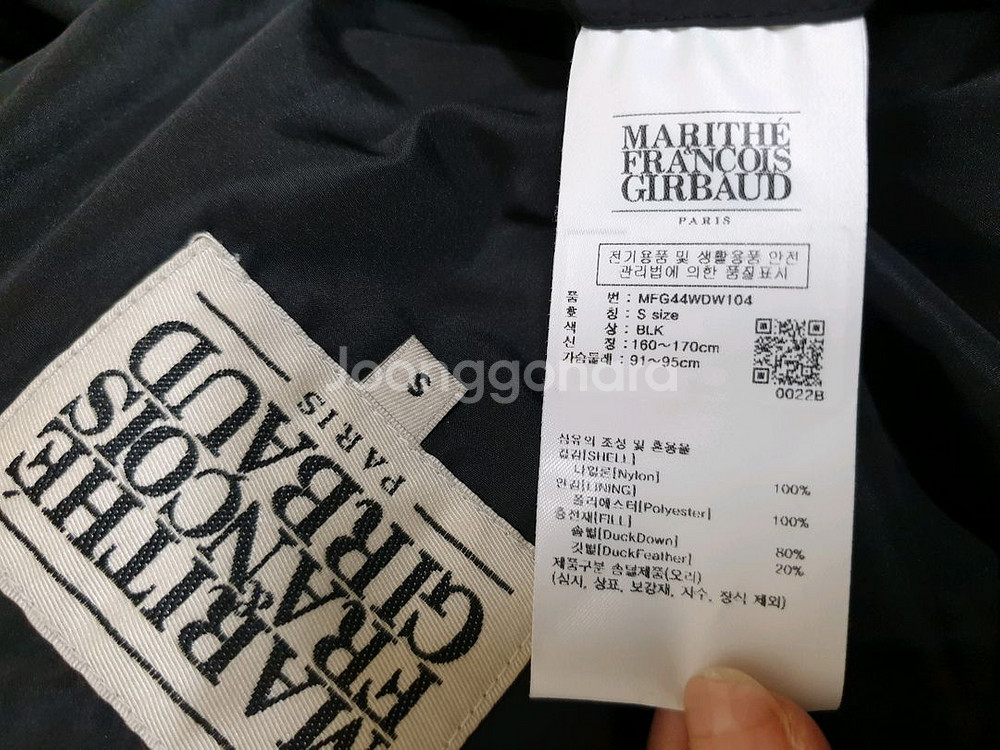 MARITHÉ
&
FRANCOIS
GIRBAUD
PARIS
전기용품 및 생활용품 안전
관리법에 의한 품질표시
품 번 : MFG44WDW104
호 칭 : S size
색 상 : BLK
신 장 : 160~170cm
가슴둘레 : 91~95cm
0022B
섬유의 조성 및 혼용율
겉감[SHELL]
나일론[Nylon] 100%
안감[LINING]
폴리에스터[Polyester] 100%
충전재[FILL]
솜털[DuckDown] 80%
깃털[DuckFeather] 20%
제품구분 솜털제품(오리)
(심사, 상표, 보강재, 자수, 장식 제외)
S
MARITHÉ
&
FRANCOIS
GIRBAUD
PARIS
Joonggonara